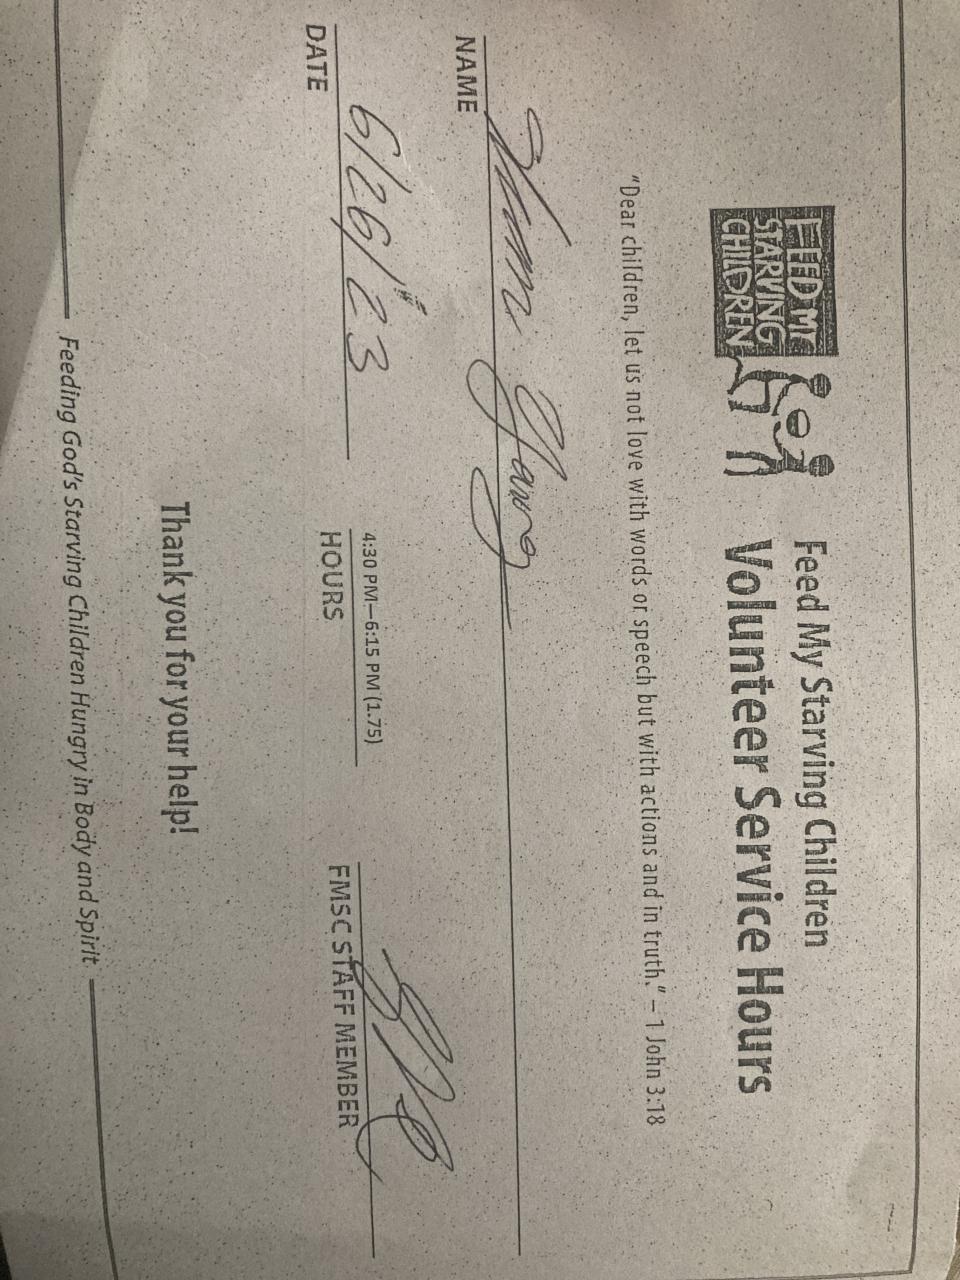 FEED MY
STARVING
CHILDREN
Feed My Starving Children
Volunteer Service Hours
"Dear children, let us not love with words or speech but with actions and in truth." – 1 John 3:18
NAME
6/26/23
4:30 PM—6:15 PM (1.75)
DATE
HOURS
FMSC STAFF MEMBER
Thank you for your help!
Feeding God's Starving Children Hungry in Body and Spirit